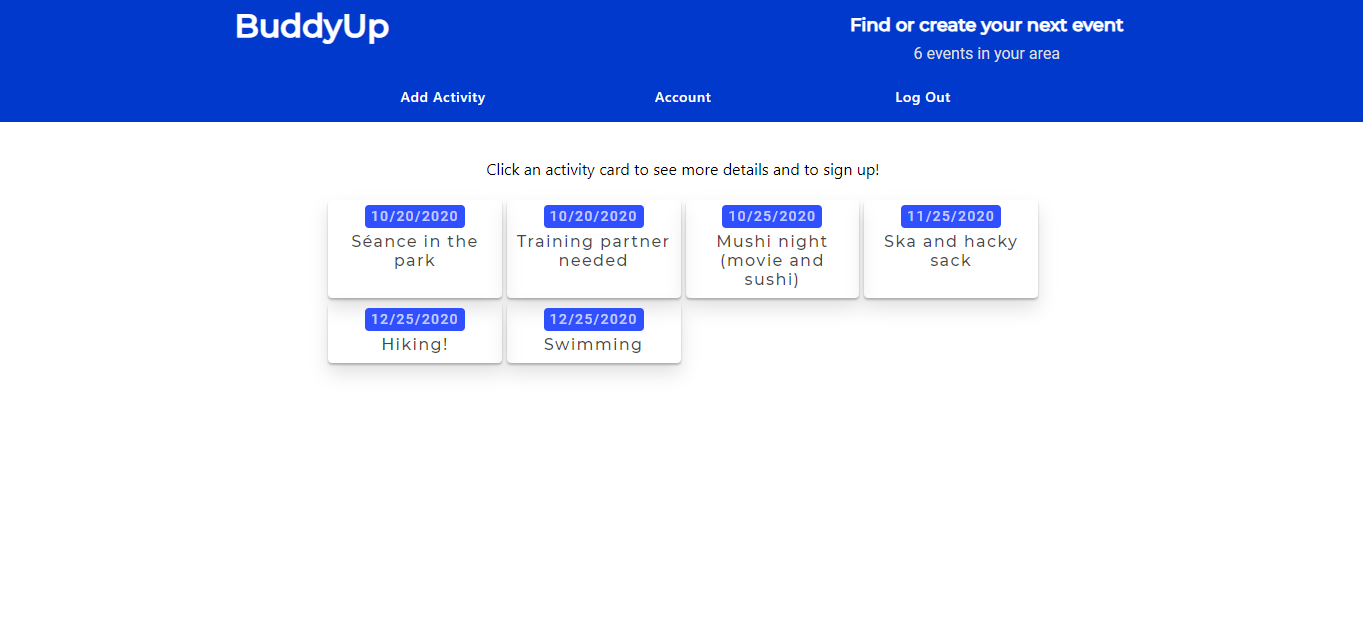 BuddyUp
Find or create your next event
6 events in your area
Add Activity
Account
Log Out
Click an activity card to see more details and to sign up!
10/20/2020
Séance in the
park
10/20/2020
Training partner
needed
10/25/2020
Mushi night
(movie and
sushi)
11/25/2020
Ska and hacky
sack
12/25/2020
Hiking!
12/25/2020
Swimming